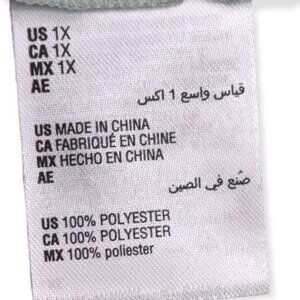 US 1X
CA 1X
MX 1X
AE
قياس واسع 1 اكس
US MADE IN CHINA
CA FABRIQUÉ EN CHINE
MX HECHO EN CHINA
AE
صُنع في الصين
US 100% POLYESTER
CA 100% POLYESTER
MX 100% poliester